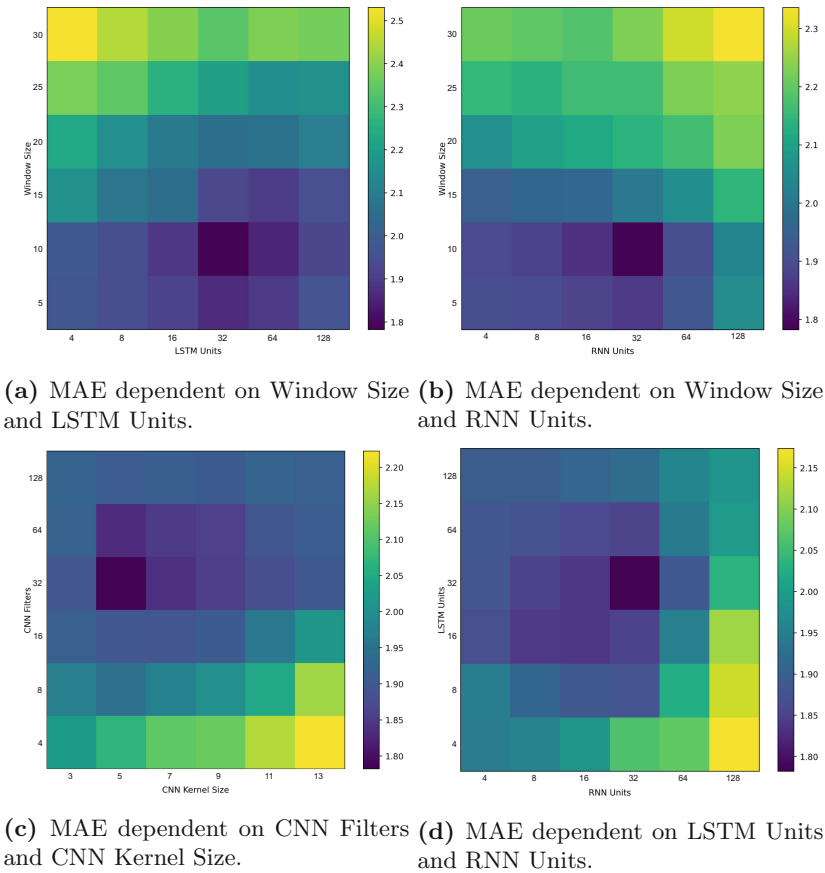 30
25
20
15
10
5
Window Size
4 8 16 32 64 128
LSTM Units
2.5
2.4
2.3
2.2
2.1
2.0
1.9
1.8
30
25
20
15
10
5
Window Size
4 8 16 32 64 128
RNN Units
2.3
2.2
2.1
2.0
1.9
1.8
(a) MAE dependent on Window Size
and LSTM Units.
(b) MAE dependent on Window Size
and RNN Units.
128
64
32
16
8
4
CNN Filters
3 5 7 9 11 13
CNN Kernel Size
2.20
2.15
2.10
2.05
2.00
1.95
1.90
1.85
1.80
128
64
32
16
8
4
LSTM Units
4 8 16 32 64 128
RNN Units
2.15
2.10
2.05
2.00
1.95
1.90
1.85
1.80
(c) MAE dependent on CNN Filters
and CNN Kernel Size.
(d) MAE dependent on LSTM Units
and RNN Units.